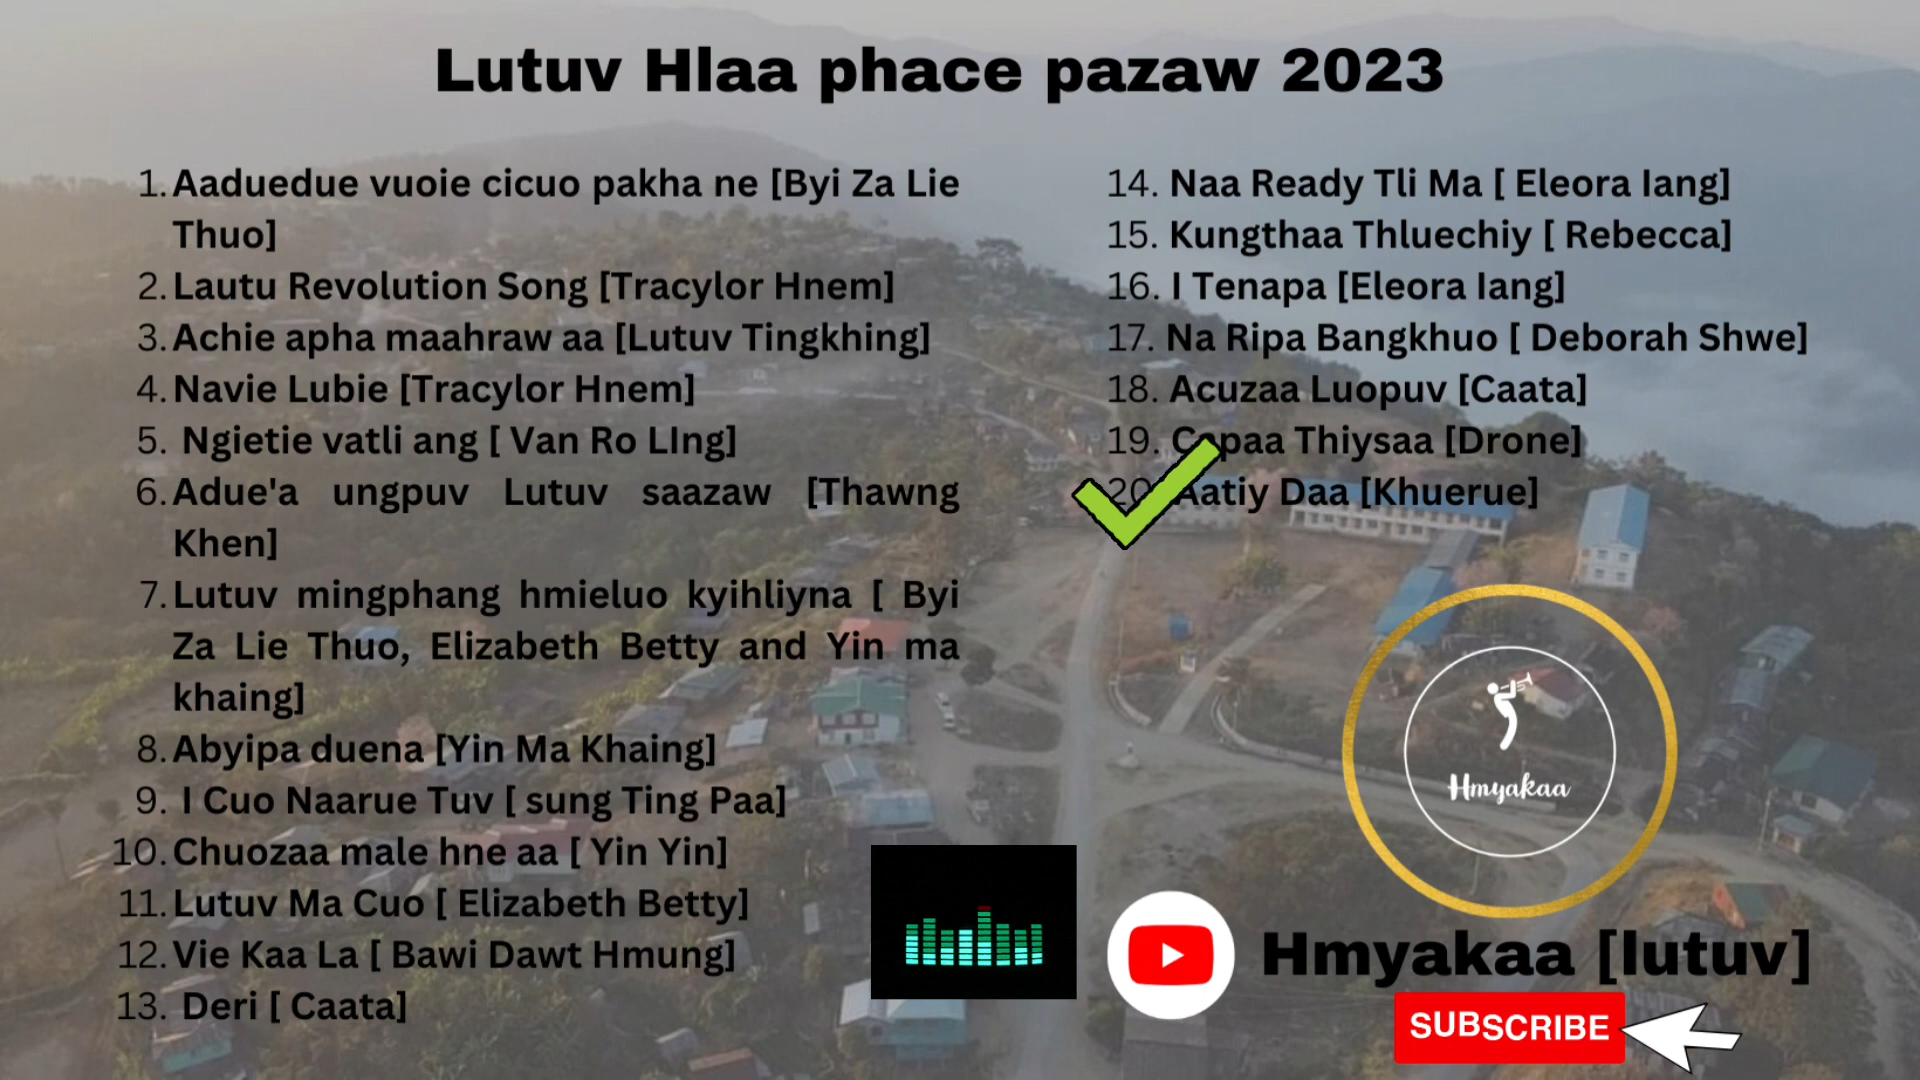 Lutuv Hlaa phace pazaw 2023
1. Aaduedue vuoie cicuo pakha ne [Byi Za Lie
Thuo]
2. Lautu Revolution Song [Tracylor Hnem]
3. Achie apha maahraw aa [Lutuv Tingkhing]
4. Navie Lubie [Tracylor Hnem]
5. Ngietie vatli ang [ Van Ro LIng]
6. Adue'a ungpuv Lutuv saazaw [Thawng
Khen]
7. Lutuv mingphang hmieluo kyihliyna [ Byi
Za Lie Thuo, Elizabeth Betty and Yin ma
khaing]
8. Abyipa duena [Yin Ma Khaing]
9. I Cuo Naarue Tuv [ sung Ting Paa]
10. Chuozaa male hne aa [ Yin Yin]
11. Lutuv Ma Cuo [ Elizabeth Betty]
12. Vie Kaa La [ Bawi Dawt Hmung]
13. Deri [ Caata]
14. Naa Ready Tli Ma [ Eleora Iang]
15. Kungthaa Thluechiy [ Rebecca]
16. I Tenapa [Eleora Iang]
17. Na Ripa Bangkhuo [ Deborah Shwe]
18. Acuzaa Luopuv [Caata]
19. Thiysaa [Drone]
20. Aatiy Daa [Khuerue]
Hmyakaa
Hmyakaa [lutuv]
SUBSCRIBE